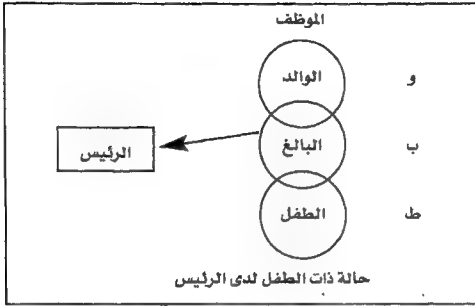 الموظف
الوالد و
الرئيس البالغ ب
الطفل ط
حالة ذات الطفل لدى الرئيس